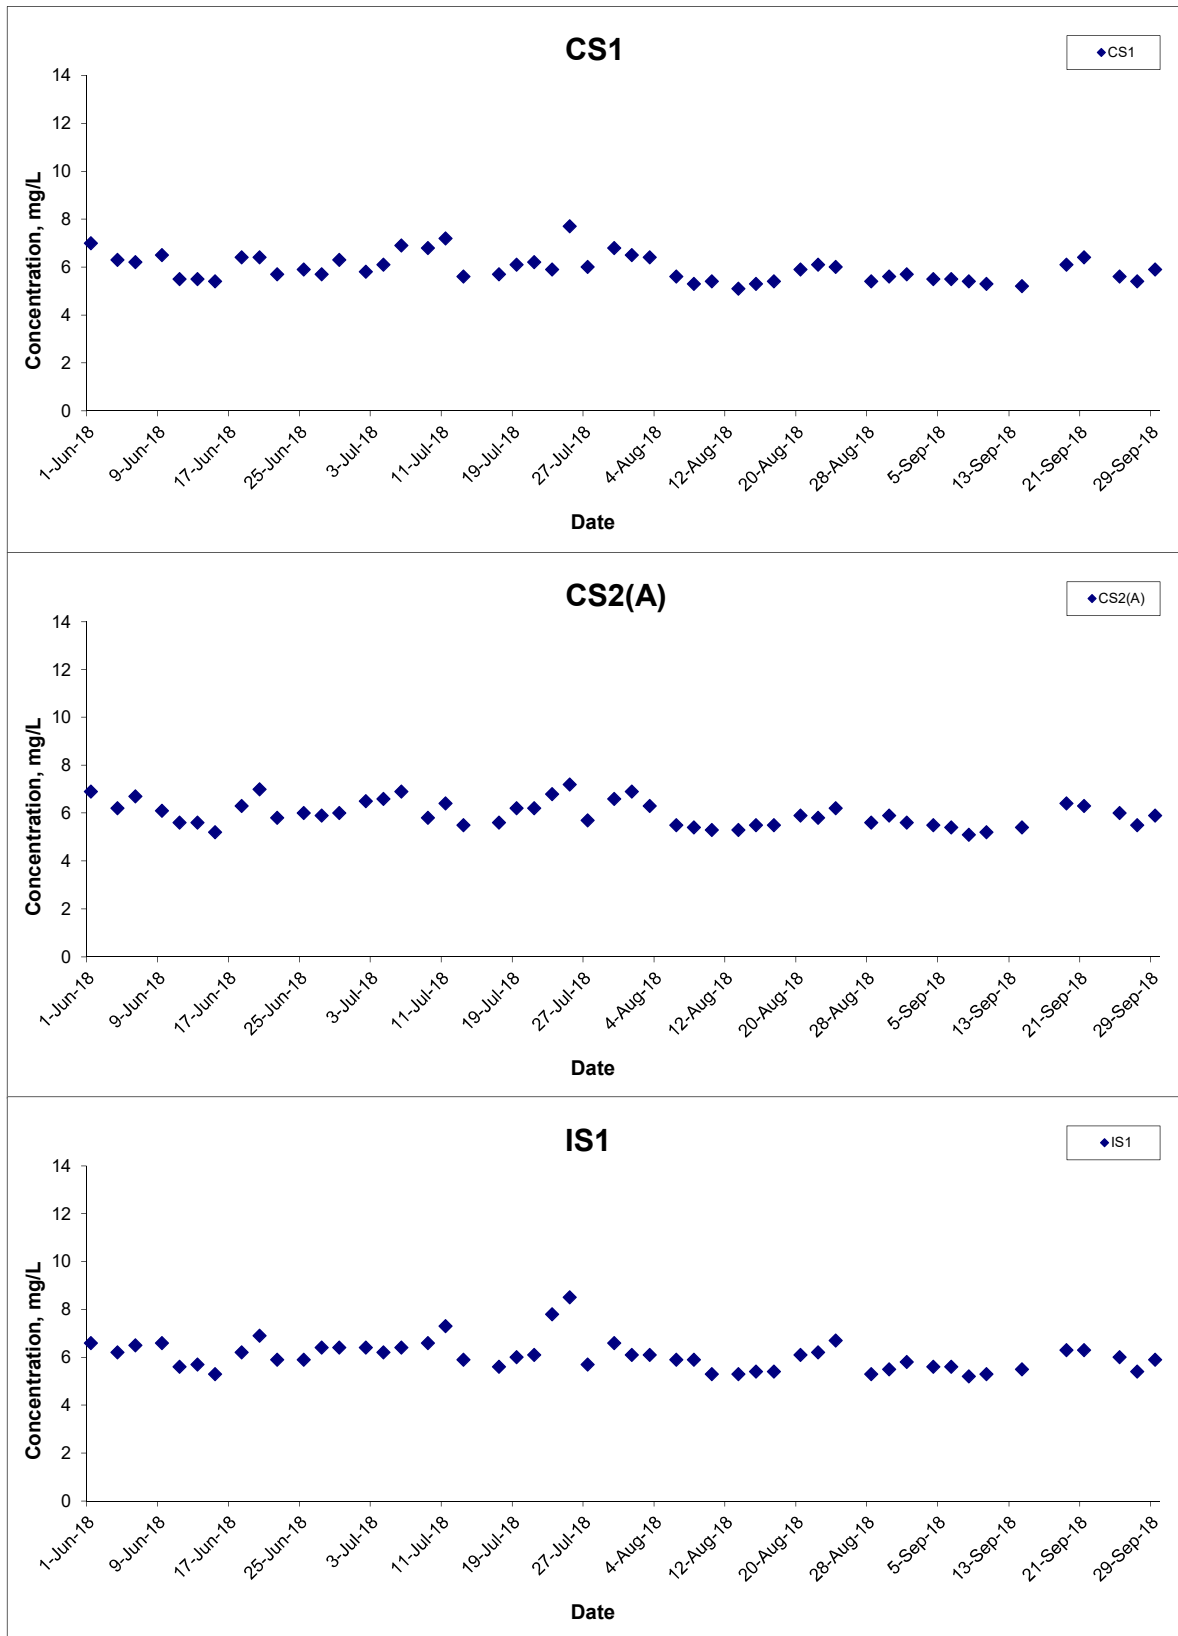 CS1
CS1
14
12
10
8
6
4
2
0
Concentration, mg/L
1-Jun-18
9-Jun-18
17-Jun-18
25-Jun-18
3-Jul-18
11-Jul-18
19-Jul-18
27-Jul-18
4-Aug-18
12-Aug-18
20-Aug-18
28-Aug-18
5-Sep-18
13-Sep-18
21-Sep-18
29-Sep-18
Date
CS2(A)
CS2(A)
14
12
10
8
6
4
2
0
Concentration, mg/L
1-Jun-18
9-Jun-18
17-Jun-18
25-Jun-18
3-Jul-18
11-Jul-18
19-Jul-18
27-Jul-18
4-Aug-18
12-Aug-18
20-Aug-18
28-Aug-18
5-Sep-18
13-Sep-18
21-Sep-18
29-Sep-18
Date
IS1
IS1
14
12
10
8
6
4
2
0
Concentration, mg/L
1-Jun-18
9-Jun-18
17-Jun-18
25-Jun-18
3-Jul-18
11-Jul-18
19-Jul-18
27-Jul-18
4-Aug-18
12-Aug-18
20-Aug-18
28-Aug-18
5-Sep-18
13-Sep-18
21-Sep-18
29-Sep-18
Date